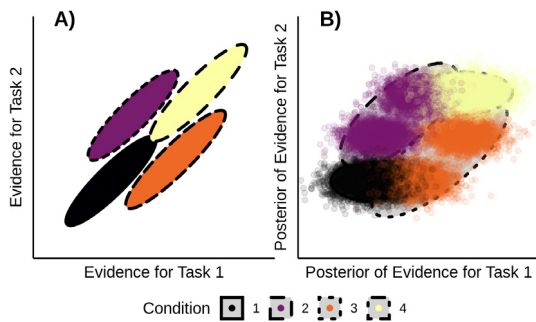 A)
Evidence for Task 2
Evidence for Task 1
B)
Posterior of Evidence for Task 2
Posterior of Evidence for Task 1
Condition 1 2 3 4